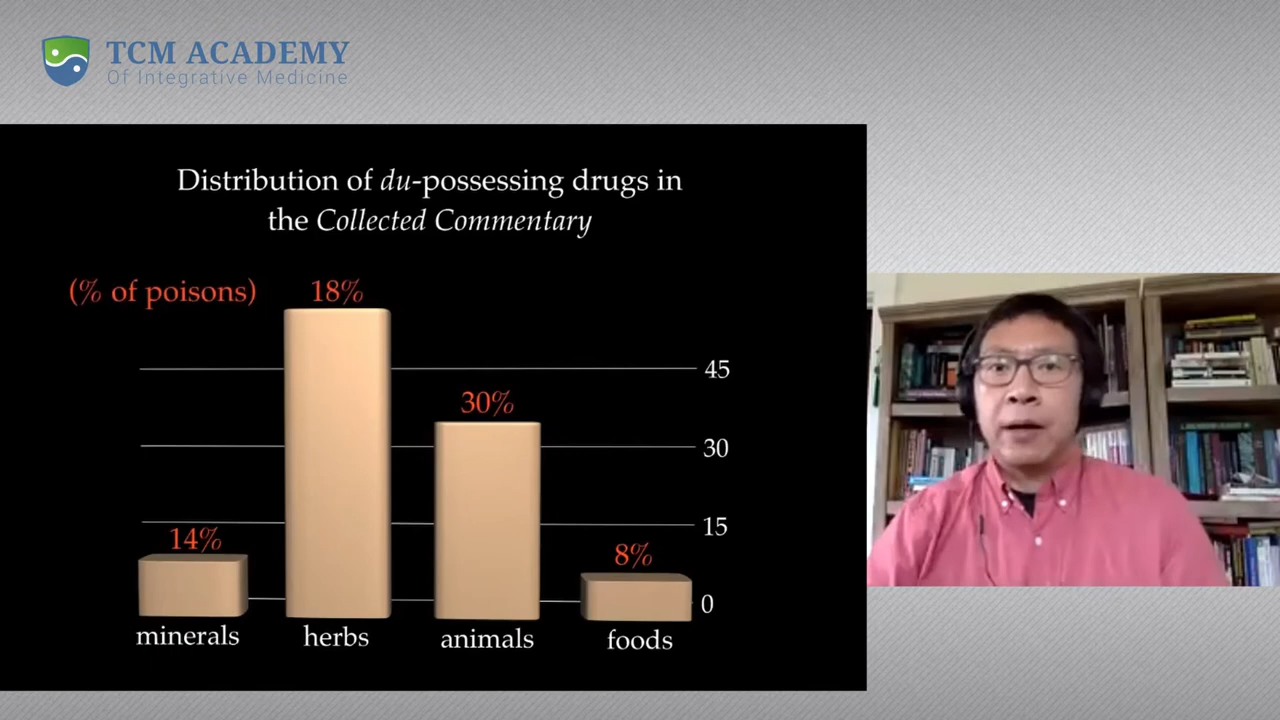 TCM ACADEMY
Of Integrative Medicine
Distribution of du-possessing drugs in
the Collected Commentary
(% of poisons)
18%
45
30%
30
15
14%
8%
0
minerals
herbs
animals
foods